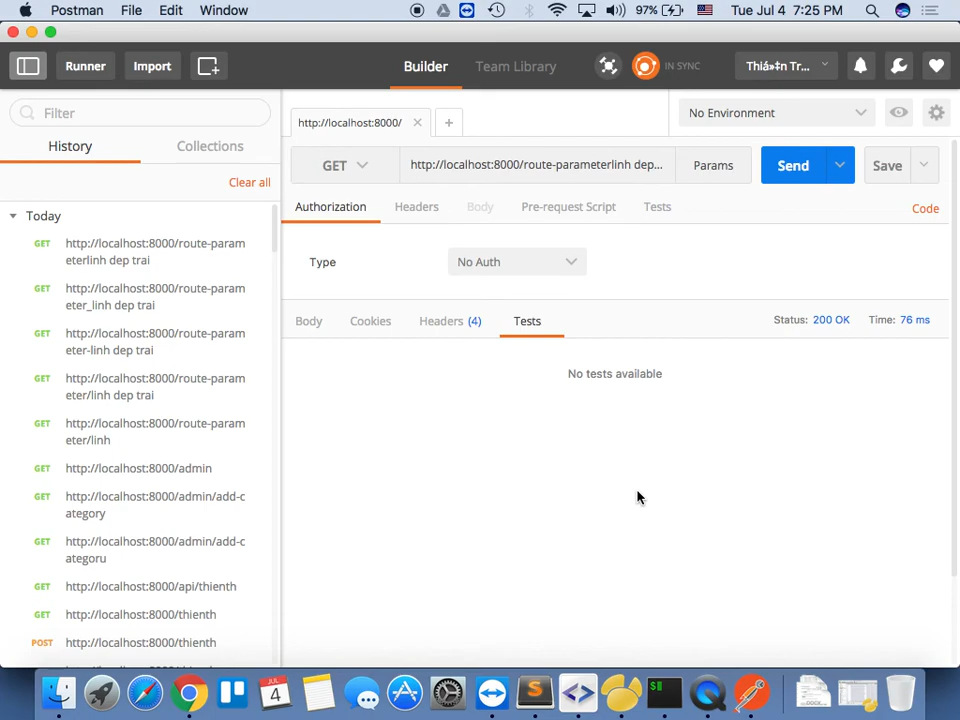 Postman File Edit Window 97% Tue Jul 4 7:25 PM
Runner Import Builder Team Library IN SYNC Thiá»‡n Tr...
Filter http://localhost:8000/ No Environment
History Collections GET http://localhost:8000/route-parameterlinh dep... Params Send Save
Clear all Authorization Headers Body Pre-request Script Tests Code
Today
GET http://localhost:8000/route-param
eterlinh dep trai
Type No Auth
GET http://localhost:8000/route-param
eter_linh dep trai
Body Cookies Headers (4) Tests Status: 200 OK Time: 76 ms
GET http://localhost:8000/route-param
eter-linh dep trai
No tests available
GET http://localhost:8000/route-param
eter/linh dep trai
GET http://localhost:8000/route-param
eter/linh
GET http://localhost:8000/admin
GET http://localhost:8000/admin/add-c
ategory
GET http://localhost:8000/admin/add-c
ategoru
GET http://localhost:8000/api/thienth
GET http://localhost:8000/thienth
POST http://localhost:8000/thienth
JUL
4